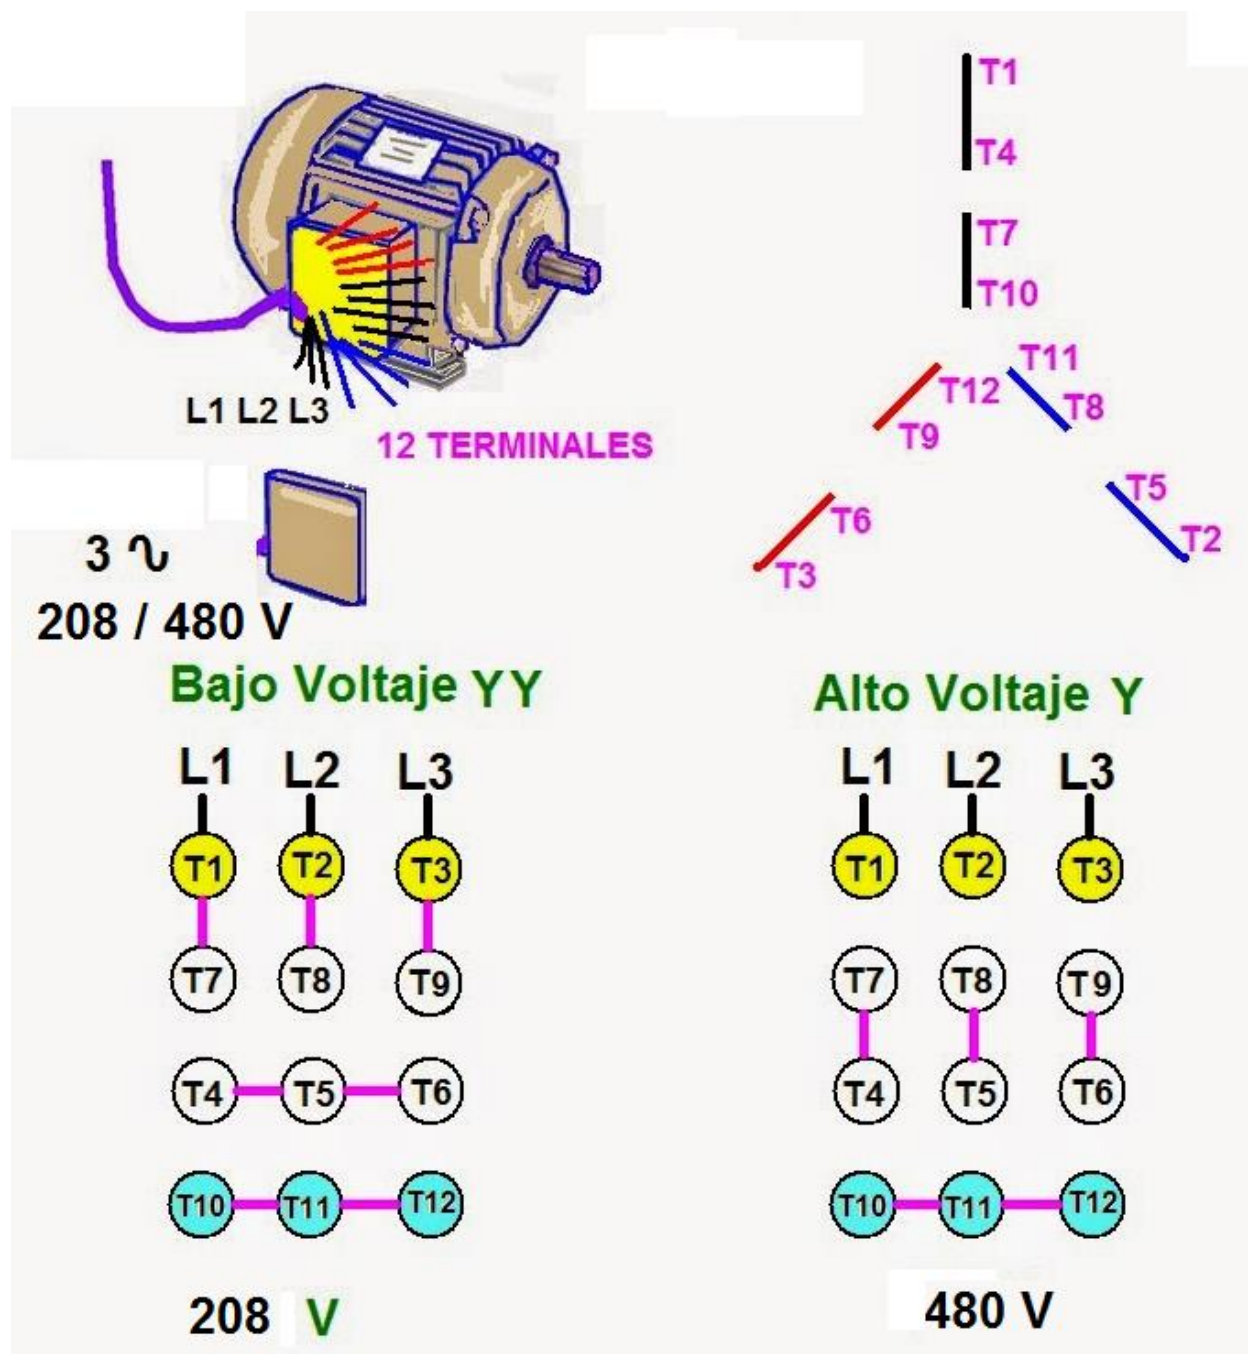 T1
T4
T7
T10
T11
T12
T8
T9
T5
T6
T2
T3
L1 L2 L3
12 TERMINALES
3 ∿
208 / 480 V
Bajo Voltaje Y Y
L1 L2 L3
T1 T2 T3
T7 T8 T9
T4 T5 T6
T10 T11 T12
208 V
Alto Voltaje Y
L1 L2 L3
T1 T2 T3
T7 T8 T9
T4 T5 T6
T10 T11 T12
480 V